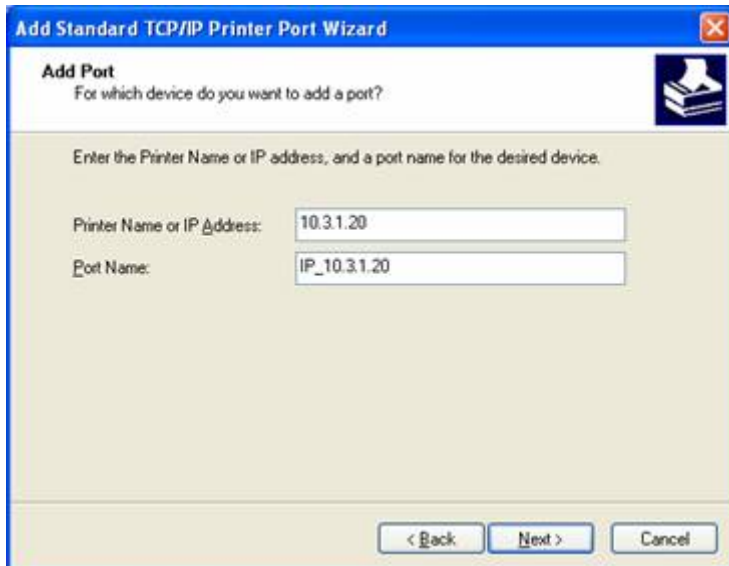 Add Standard TCP/IP Printer Port Wizard
Add Port
For which device do you want to add a port?
Enter the Printer Name or IP address, and a port name for the desired device.
Printer Name or IP Address: 10.3.1.20
Port Name: IP_10.3.1.20
< Back Next > Cancel